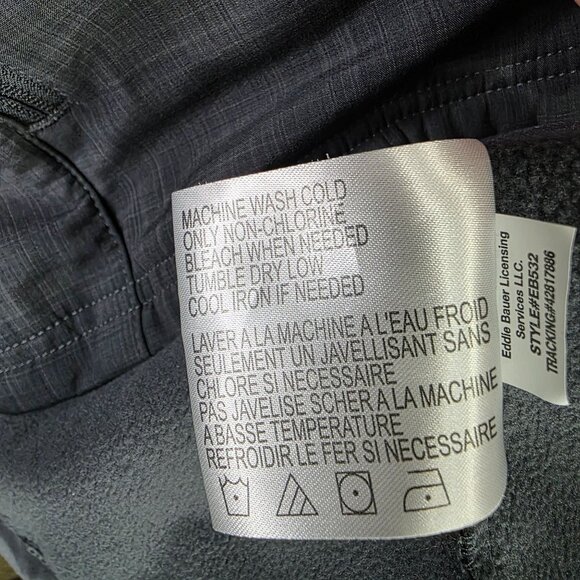 MACHINE WASH COLD
ONLY NON-CHLORINE
BLEACH WHEN NEEDED
TUMBLE DRY LOW
COOL IRON IF NEEDED
LAVER A LA MACHINE A L'EAU FROID
SEULEMENT UN JAVELLISANT SANS
CHLORE SI NECESSAIRE
PAS JAVELISE SCHER A LA MACHINE
A BASSE TEMPERATURE
REFROIDIR LE FER SI NECESSAIRE
Eddie Bauer Licensing
Services LLC.
STYLE#EB532
TRACKING#42817886